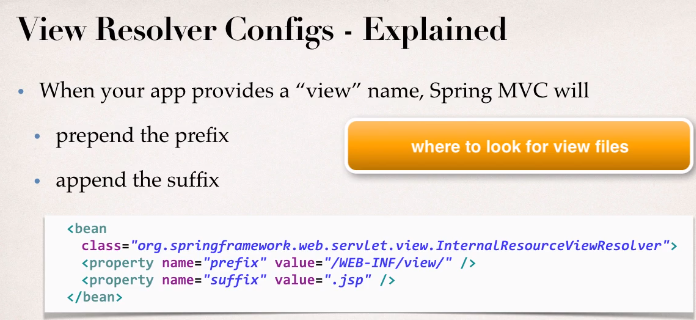 View Resolver Configs - Explained
• When your app provides a “view” name, Spring MVC will
• prepend the prefix
where to look for view files
• append the suffix
<bean
class="org.springframework.web.servlet.view.InternalResourceViewResolver">
<property name="prefix" value="/WEB-INF/view/" />
<property name="suffix" value=".jsp" />
</bean>